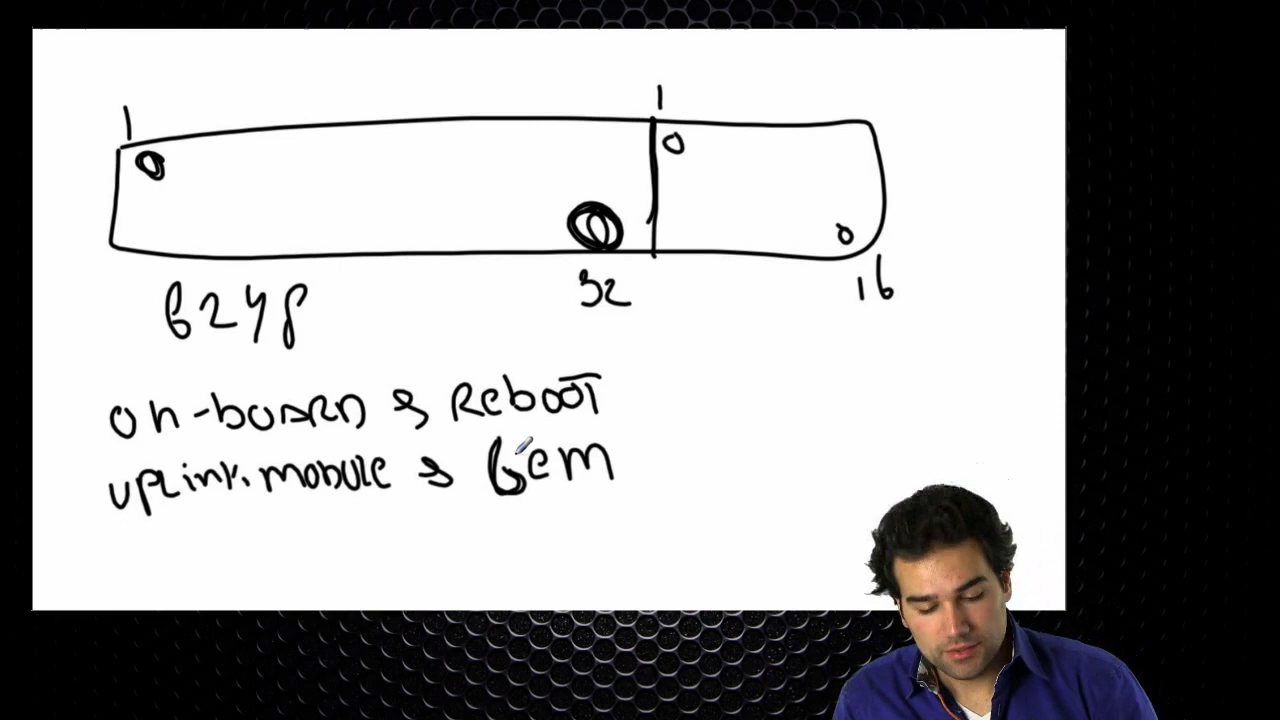 1 1
32
16
6248
on-board & Reboot
uplink.module & GEM